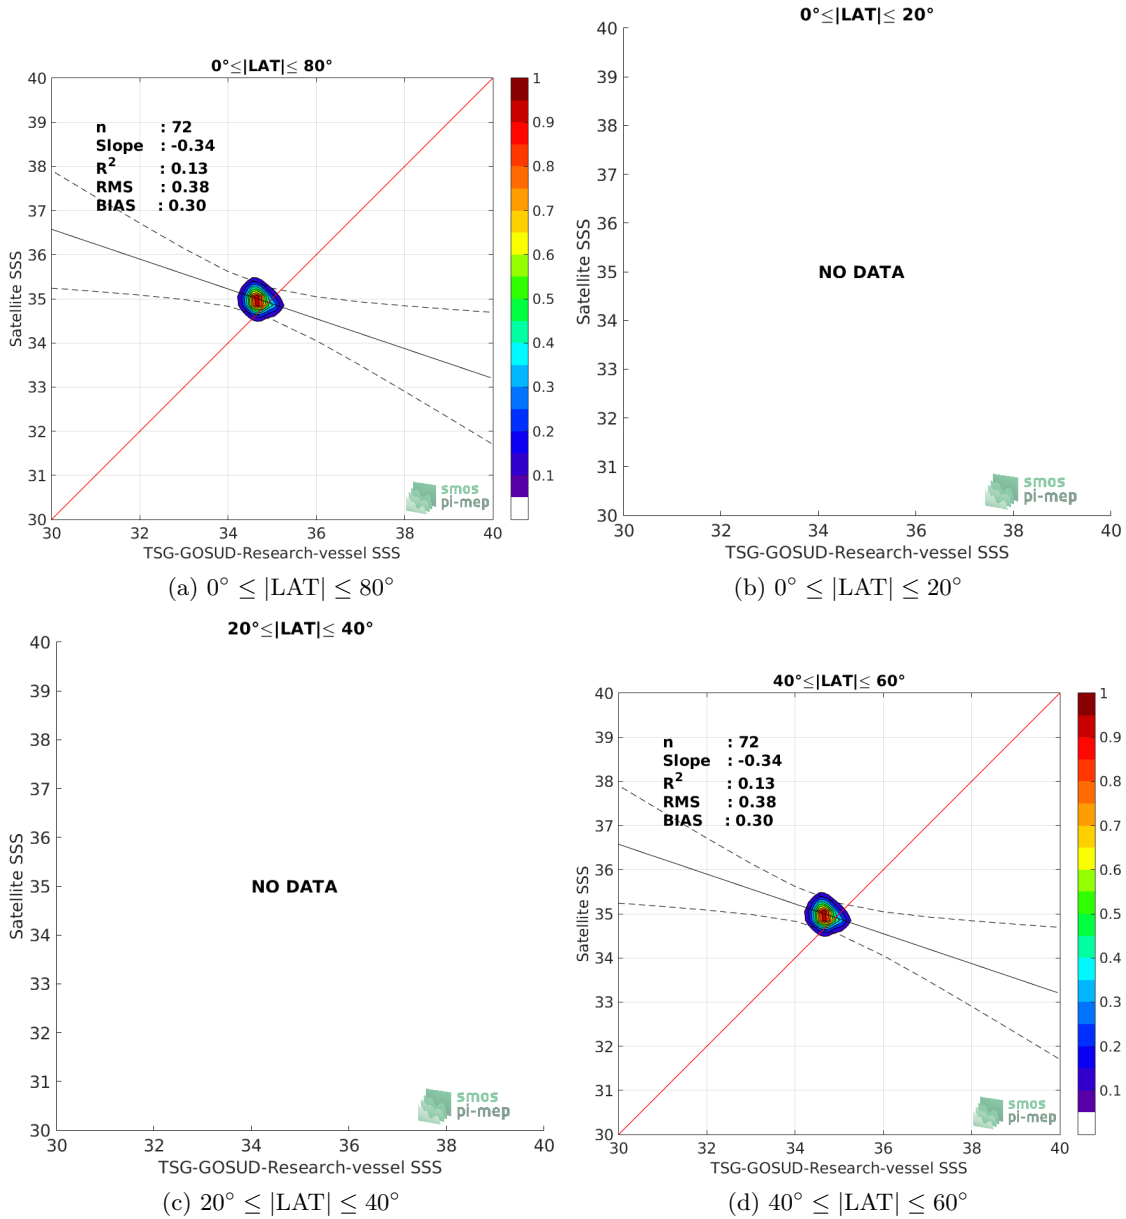 0°≤|LAT|≤ 80°
40
39
38
37
36
35
34
33
32
31
30
30
32
34
36
38
40
n : 72
Slope : -0.34
R² : 0.13
RMS : 0.38
BIAS : 0.30
Satellite SSS
TSG-GOSUD-Research-vessel SSS
smos
pi-mep
1
0.9
0.8
0.7
0.6
0.5
0.4
0.3
0.2
0.1
(a) 0° ≤ |LAT| ≤ 80°
0°≤|LAT|≤ 20°
40
39
38
37
36
35
34
33
32
31
30
30
32
34
36
38
40
NO DATA
Satellite SSS
TSG-GOSUD-Research-vessel SSS
smos
pi-mep
(b) 0° ≤ |LAT| ≤ 20°
20°≤|LAT|≤ 40°
40
39
38
37
36
35
34
33
32
31
30
30
32
34
36
38
40
NO DATA
Satellite SSS
TSG-GOSUD-Research-vessel SSS
smos
pi-mep
(c) 20° ≤ |LAT| ≤ 40°
40°≤|LAT|≤ 60°
40
39
38
37
36
35
34
33
32
31
30
30
32
34
36
38
40
n : 72
Slope : -0.34
R² : 0.13
RMS : 0.38
BIAS : 0.30
Satellite SSS
TSG-GOSUD-Research-vessel SSS
smos
pi-mep
1
0.9
0.8
0.7
0.6
0.5
0.4
0.3
0.2
0.1
(d) 40° ≤ |LAT| ≤ 60°